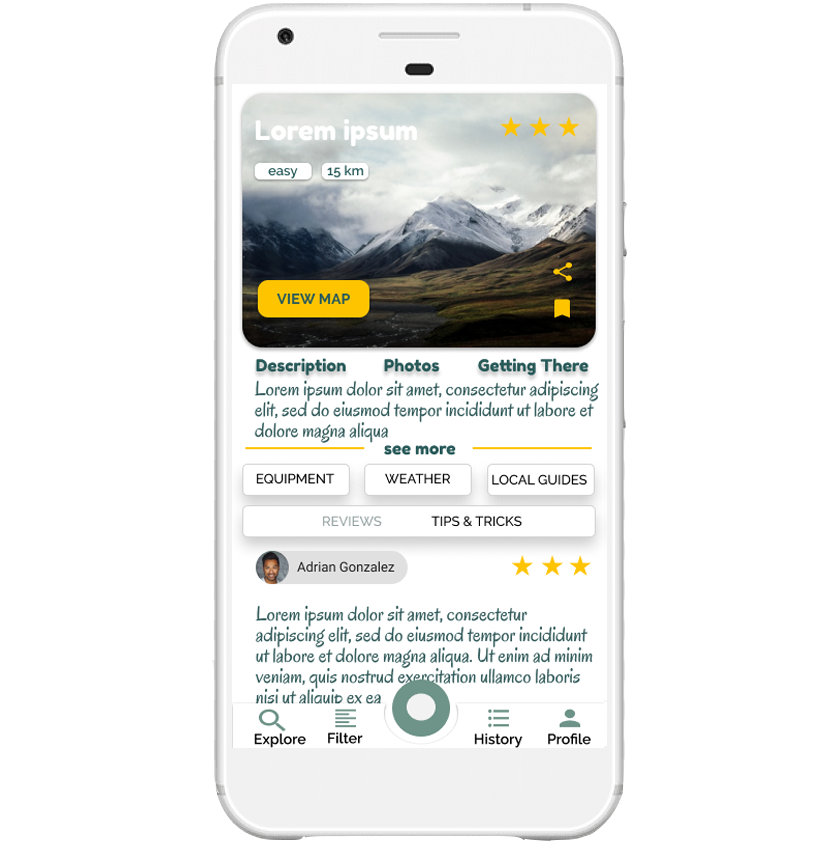 Lorem ipsum
easy 15 km
VIEW MAP
Description Photos Getting There
Lorem ipsum dolor sit amet, consectetur adipiscing
elit, sed do eiusmod tempor incididunt ut labore et
dolore magna aliqua
see more
EQUIPMENT WEATHER LOCAL GUIDES
REVIEWS TIPS & TRICKS
Adrian Gonzalez
Lorem ipsum dolor sit amet, consectetur
adipiscing elit, sed do eiusmod tempor incididunt
ut labore et dolore magna aliqua. Ut enim ad minim
veniam, quis nostrud exercitation ullamco laboris
nisi ut aliquip ex ea
Explore Filter History Profile